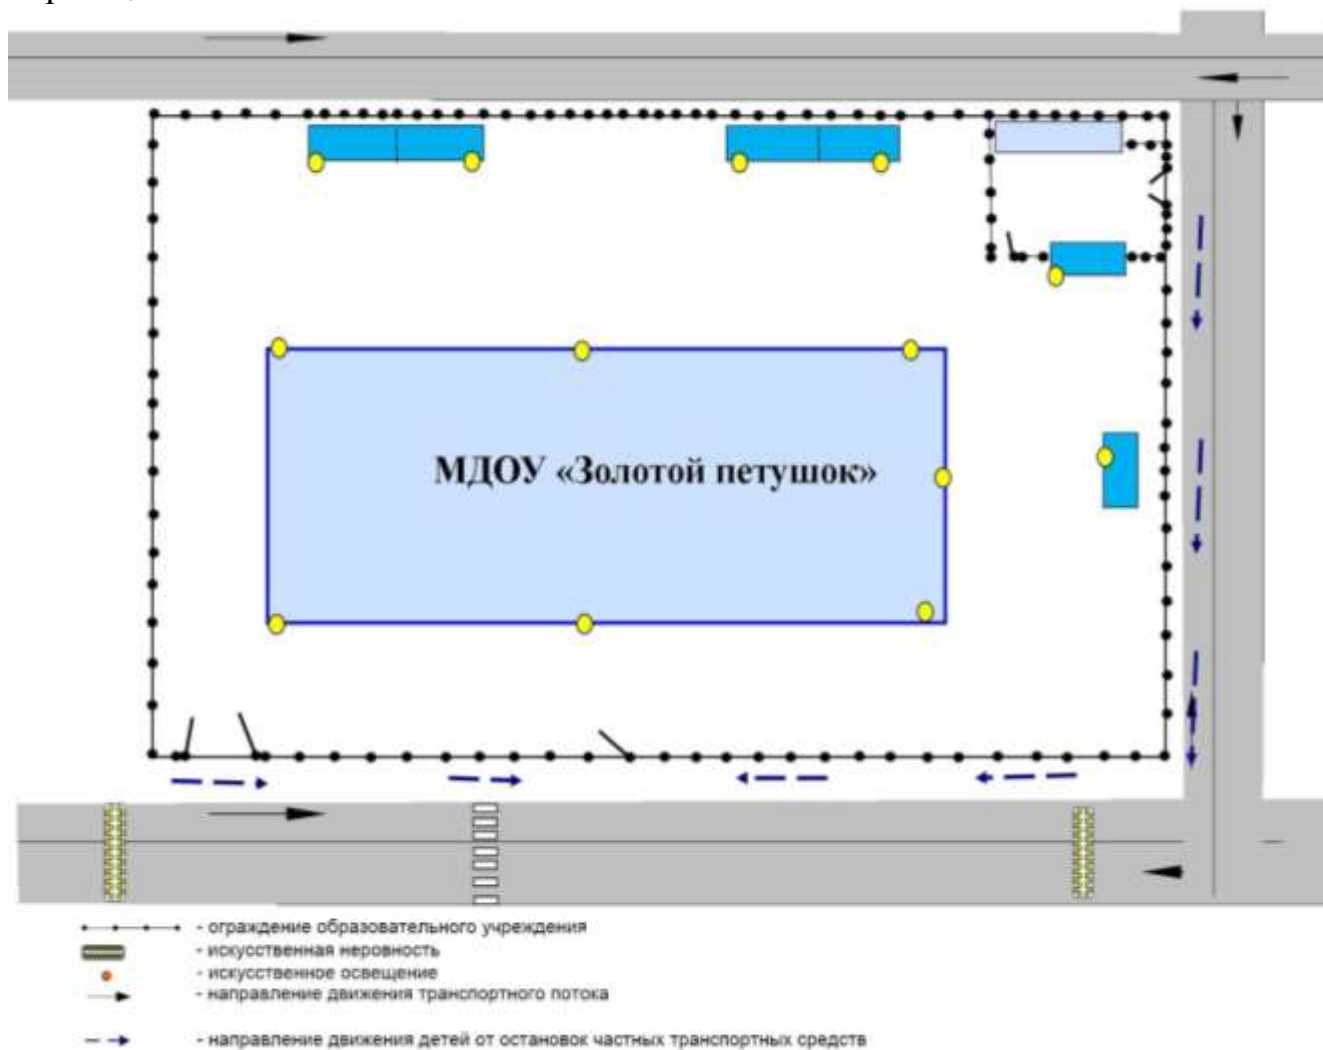 МДОУ «Золотой петушок»
- ограждение образовательного учреждения
- искусственная неровность
- искусственное освещение
- направление движения транспортного потока
- направление движения детей от остановок частных транспортных средств